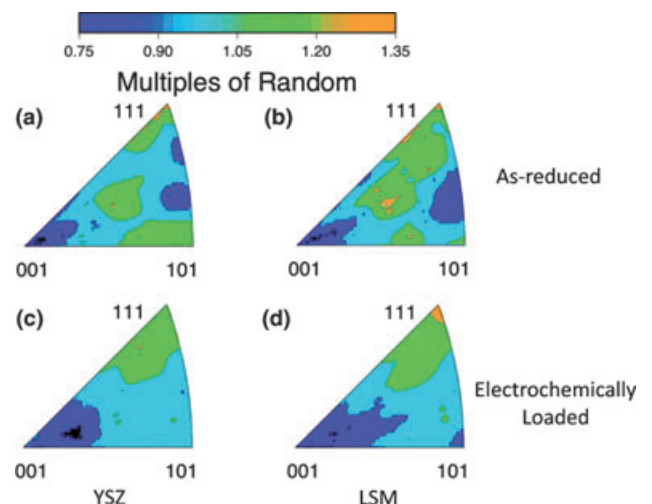 0.75 0.90 1.05 1.20 1.35
Multiples of Random
(a) 111 (b) 111
As-reduced
001 101 001 101
(c) 111 (d) 111
Electrochemically
Loaded
001 101 001 101
YSZ LSM